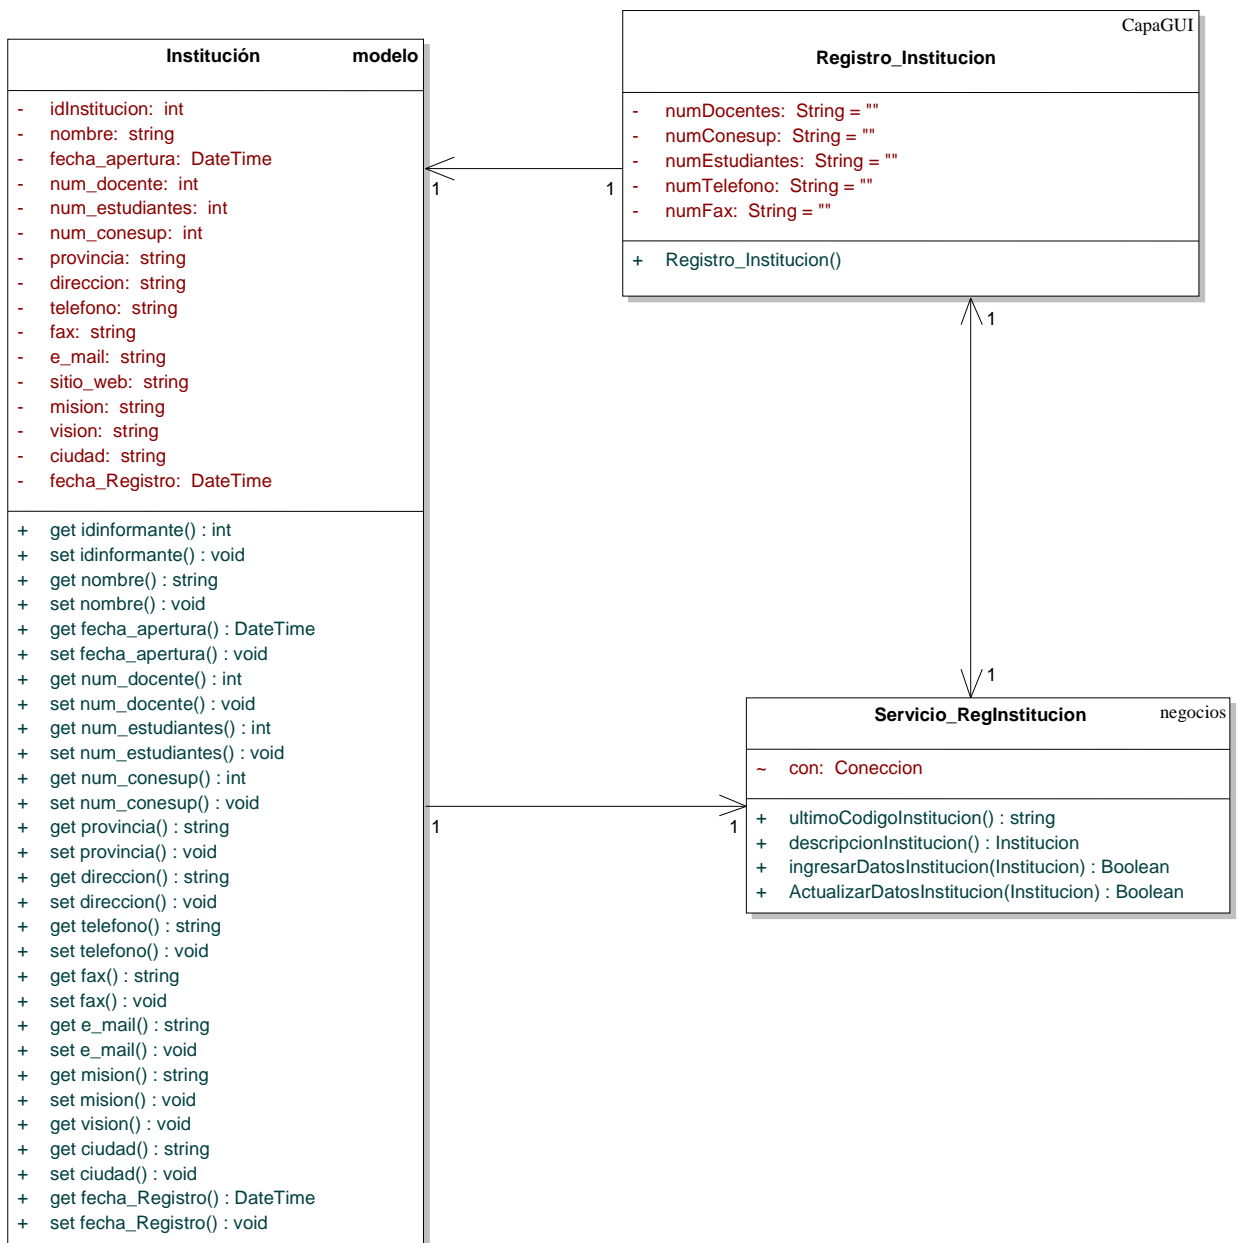 Institución modelo
- idInstitucion: int
- nombre: string
- fecha_apertura: DateTime
- num_docente: int
- num_estudiantes: int
- num_conesup: int
- provincia: string
- direccion: string
- telefono: string
- fax: string
- e_mail: string
- sitio_web: string
- mision: string
- vision: string
- ciudad: string
- fecha_Registro: DateTime
+ get idinformante() : int
+ set idinformante() : void
+ get nombre() : string
+ set nombre() : void
+ get fecha_apertura() : DateTime
+ set fecha_apertura() : void
+ get num_docente() : int
+ set num_docente() : void
+ get num_estudiantes() : int
+ set num_estudiantes() : void
+ get num_conesup() : int
+ set num_conesup() : void
+ get provincia() : string
+ set provincia() : void
+ get direccion() : string
+ set direccion() : void
+ get telefono() : string
+ set telefono() : void
+ get fax() : string
+ set fax() : void
+ get e_mail() : string
+ set e_mail() : void
+ get mision() : string
+ set mision() : void
+ get vision() : void
+ get ciudad() : string
+ set ciudad() : void
+ get fecha_Registro() : DateTime
+ set fecha_Registro() : void
CapaGUI
Registro_Institucion
- numDocentes: String = ""
- numConesup: String = ""
- numEstudiantes: String = ""
- numTelefono: String = ""
- numFax: String = ""
+ Registro_Institucion()
1 1
1
1
1 1
Servicio_RegInstitucion negocios
~ con: Coneccion
+ ultimoCodigoInstitucion() : string
+ descripcionInstitucion() : Institucion
+ ingresarDatosInstitucion(Institucion) : Boolean
+ ActualizarDatosInstitucion(Institucion) : Boolean